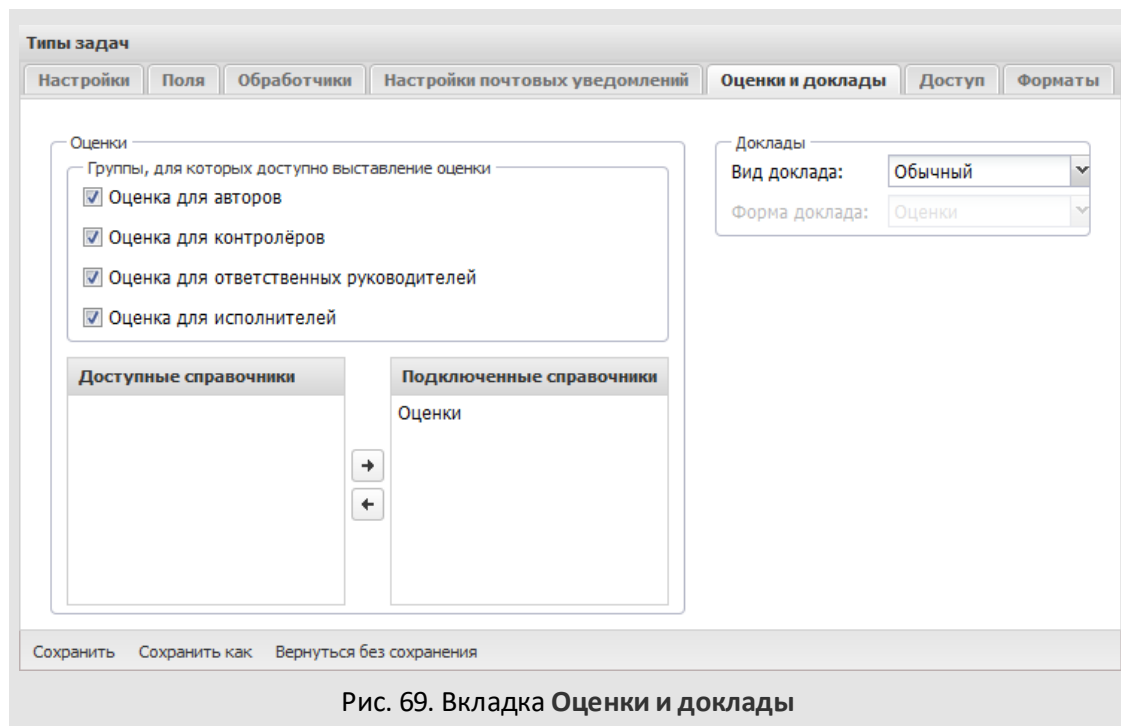 Типы задач
Настройки Поля Обработчики Настройки почтовых уведомлений Оценки и доклады Доступ Форматы
Оценки
Группы, для которых доступно выставление оценки
Оценка для авторов
Оценка для контролёров
Оценка для ответственных руководителей
Оценка для исполнителей
Доступные справочники
Подключенные справочники
Оценки
Доклады
Вид доклада: Обычный
Форма доклада: Оценки
Сохранить Сохранить как Вернуться без сохранения
Рис. 69. Вкладка Оценки и доклады